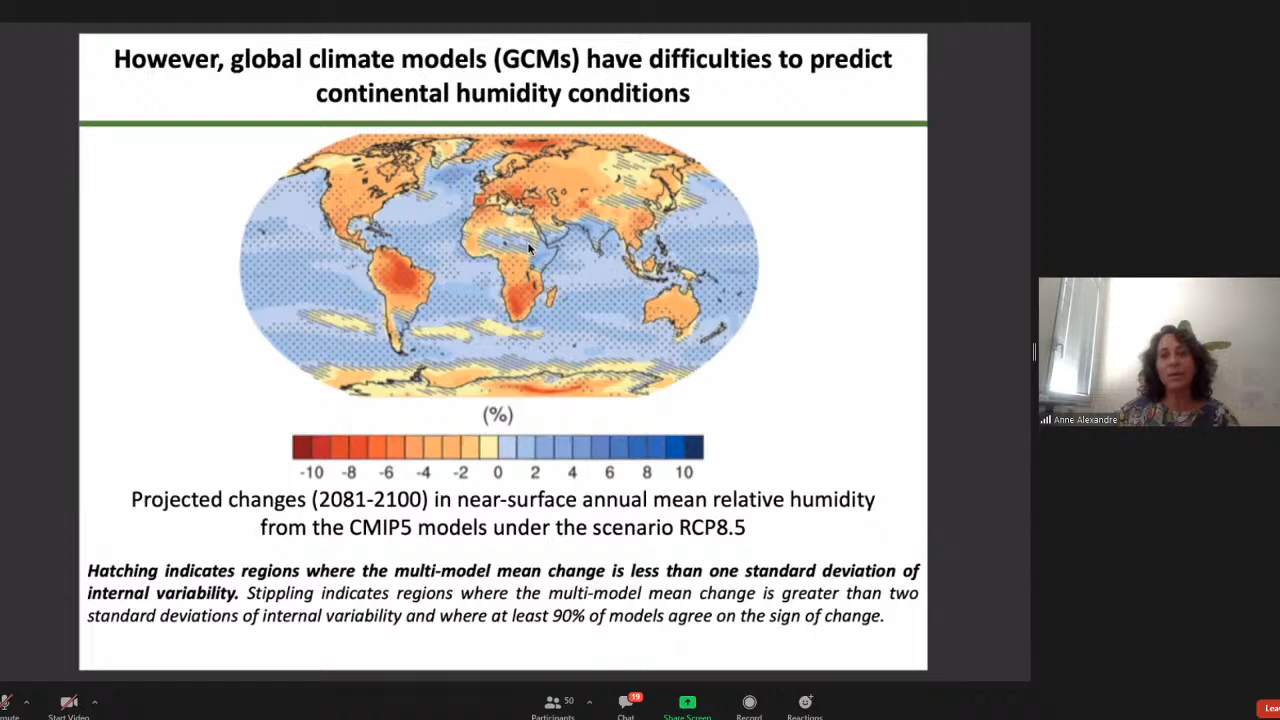 However, global climate models (GCMs) have difficulties to predict
continental humidity conditions
(%)
-10 -8 -6 -4 -2 0 2 4 6 8 10
Projected changes (2081-2100) in near-surface annual mean relative humidity
from the CMIP5 models under the scenario RCP8.5
Hatching indicates regions where the multi-model mean change is less than one standard deviation of
internal variability. Stippling indicates regions where the multi-model mean change is greater than two
standard deviations of internal variability and where at least 90% of models agree on the sign of change.
Anne Alexandre
50
19
Participants
Chat
Share Screen
Record
Reactions
Start Video